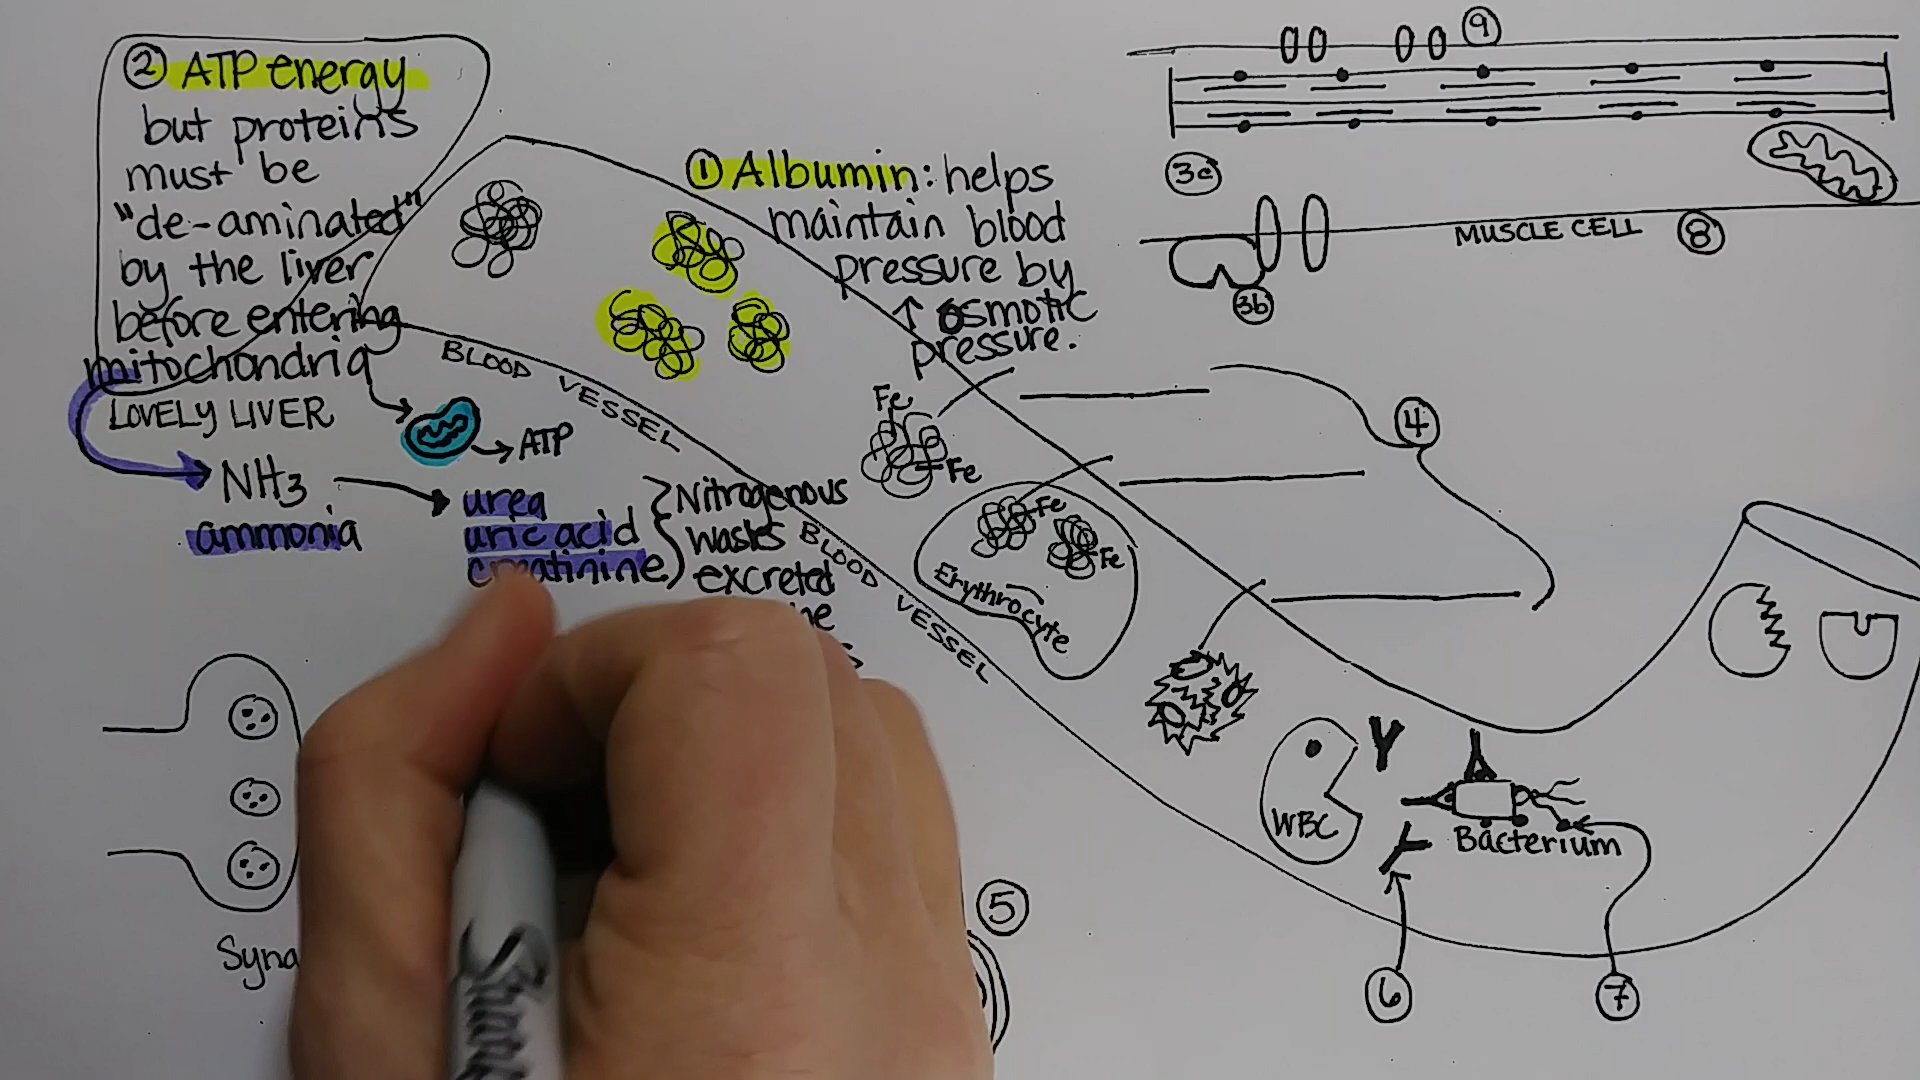 ② ATP energy
but proteins
must be
"de-aminated"
by the liver
before entering
mitochondria
LOVELY LIVER
NH3
ammonia
ATP
urea
uric acid
creatinine
Nitrogenous
wastes
excreted
① Albumin: helps
maintain blood
pressure by
↑ osmotic
pressure.
BLOOD VESSEL
BLOOD VESSEL
Fe
Fe
Fe
Fe
Erythrocyte
WBC
Bacterium
④
⑤
⑥
⑦
⑨
3c
3b
MUSCLE CELL ⑧